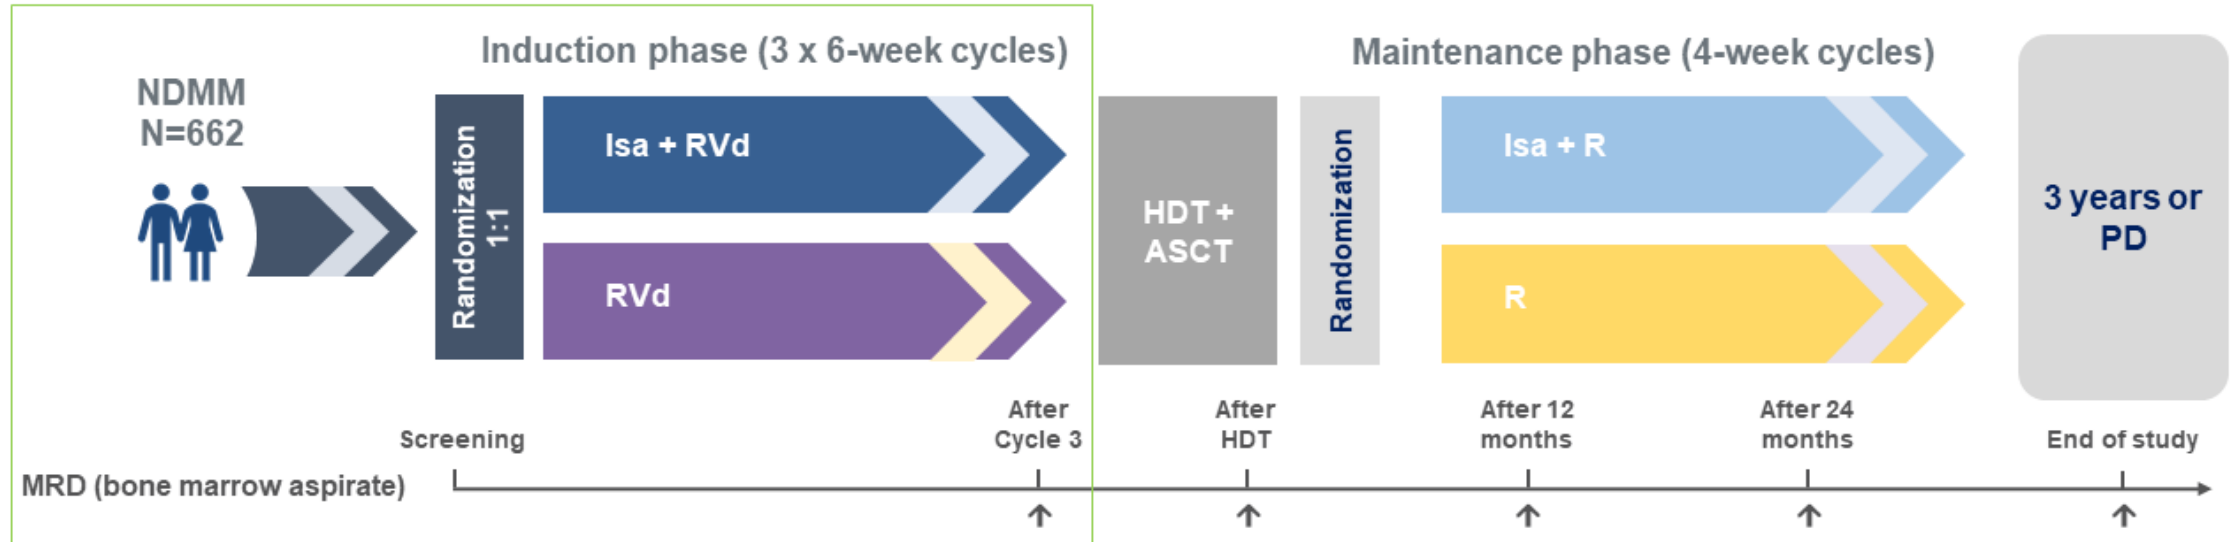 Induction phase (3 x 6-week cycles)
Maintenance phase (4-week cycles)
NDMM
N=662
Randomization
1:1
Isa + RVd
RVd
HDT +
ASCT
Randomization
Isa + R
R
3 years or
PD
Screening
After
Cycle 3
After
HDT
After 12
months
After 24
months
End of study
MRD (bone marrow aspirate)